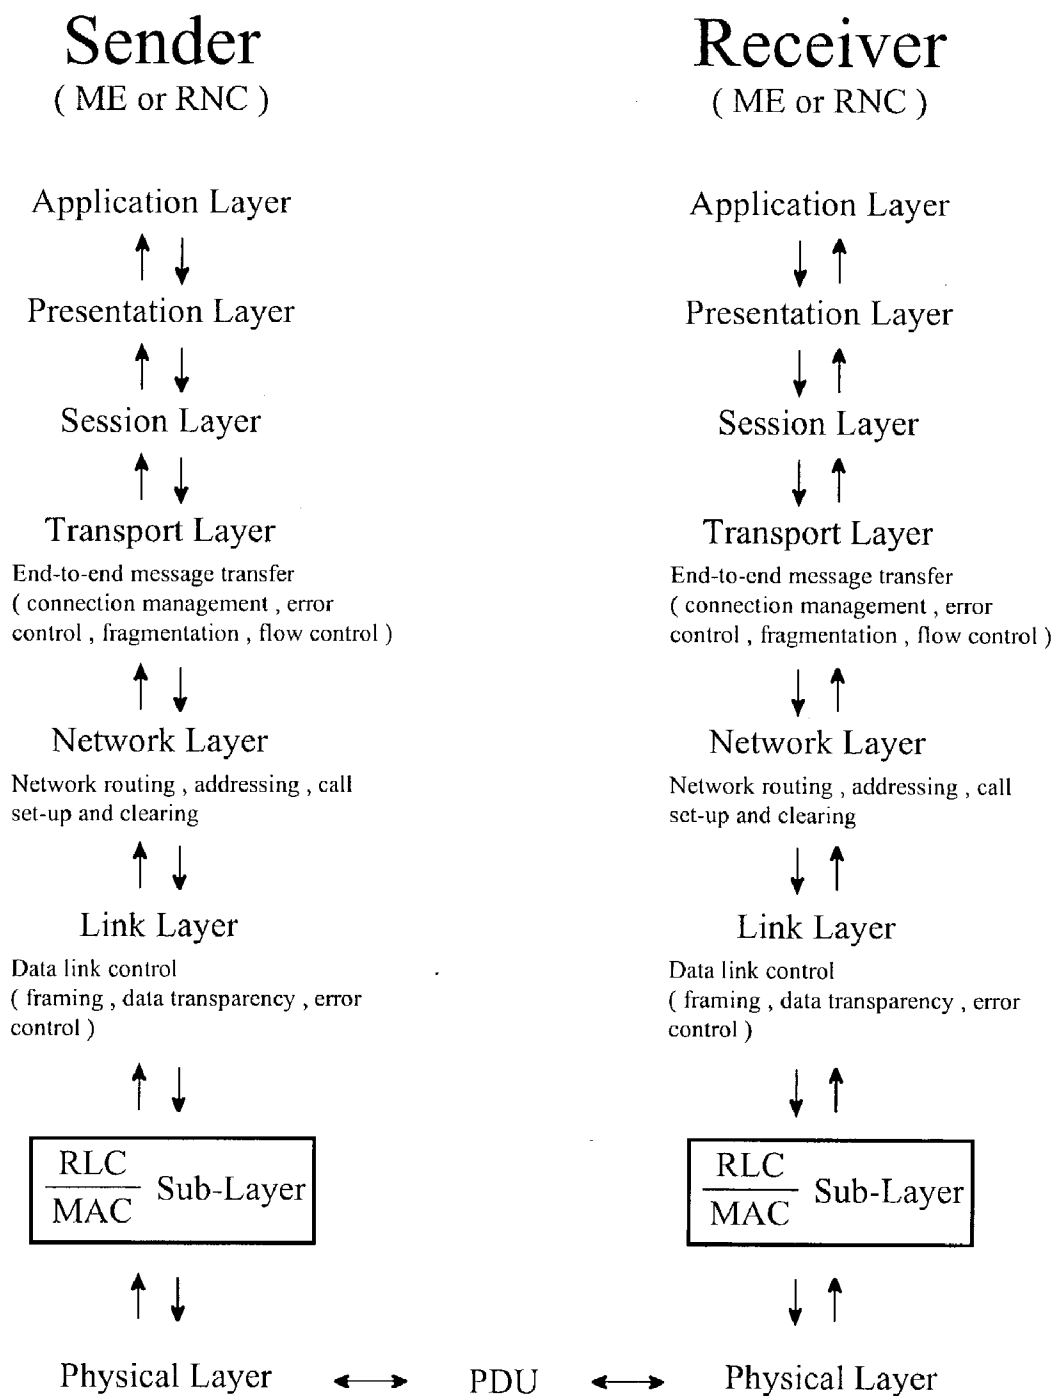 Sender
( ME or RNC )
Application Layer
Presentation Layer
Session Layer
Transport Layer
End-to-end message transfer
( connection management , error
control , fragmentation , flow control )
Network Layer
Network routing , addressing , call
set-up and clearing
Link Layer
Data link control
( framing , data transparency , error
control )
RLC
MAC
Sub-Layer
Physical Layer
PDU
Receiver
( ME or RNC )
Application Layer
Presentation Layer
Session Layer
Transport Layer
End-to-end message transfer
( connection management , error
control , fragmentation , flow control )
Network Layer
Network routing , addressing , call
set-up and clearing
Link Layer
Data link control
( framing , data transparency , error
control )
RLC
MAC
Sub-Layer
Physical Layer